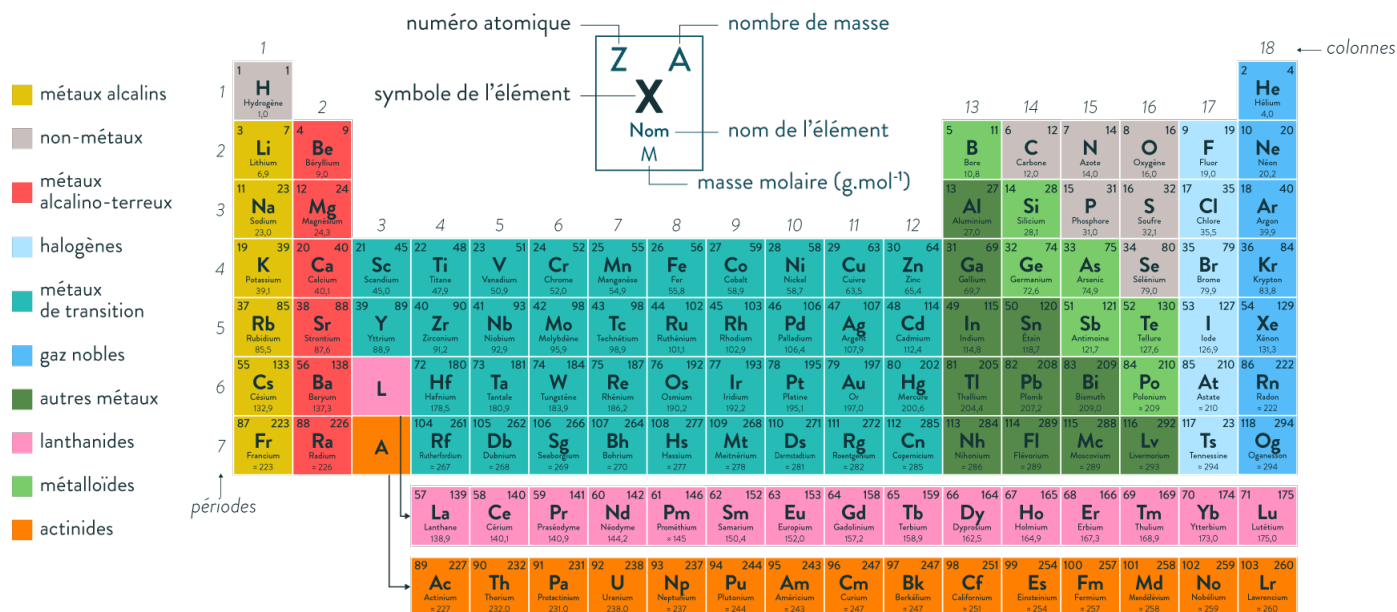 numéro atomique
nombre de masse
Z A
symbole de l'élément
X
Nom
nom de l'élément
M
masse molaire (g.mol⁻¹)
métaux alcalins
non-métaux
métaux
alcalino-terreux
halogènes
métaux
de transition
gaz nobles
autres métaux
lanthanides
métalloïdes
actinides
colonnes
périodes
1 18
1
1 1 2 4
H He
Hydrogène Hélium
1,0 4,0
2 13 14 15 16 17
2
3 7 4 9 5 11 6 12 7 14 8 16 9 19 10 20
Li Be B C N O F Ne
Lithium Béryllium Bore Carbone Azote Oxygène Fluor Néon
6,9 9,0 10,8 12,0 14,0 16,0 19,0 20,2
3
11 23 12 24 13 27 14 28 15 31 16 32 17 35 18 40
Na Mg Al Si P S Cl Ar
Sodium Magnésium Aluminium Silicium Phosphore Soufre Chlore Argon
23,0 24,3 27,0 28,1 31,0 32,1 35,5 39,9
3 4 5 6 7 8 9 10 11 12
4
19 39 20 40 21 45 22 48 23 51 24 52 25 55 26 56 27 59 28 58 29 63 30 64 31 69 32 74 33 75 34 80 35 79 36 84
K Ca Sc Ti V Cr Mn Fe Co Ni Cu Zn Ga Ge As Se Br Kr
Potassium Calcium Scandium Titane Vanadium Chrome Manganèse Fer Cobalt Nickel Cuivre Zinc Gallium Germanium Arsenic Sélénium Brome Krypton
39,1 40,1 45,0 47,9 50,9 52,0 54,9 55,8 58,9 58,7 63,5 65,4 69,7 72,6 74,9 79,0 79,9 83,8
5
37 85 38 88 39 89 40 90 41 93 42 98 43 98 44 102 45 103 46 106 47 107 48 114 49 115 50 120 51 121 52 130 53 127 54 129
Rb Sr Y Zr Nb Mo Tc Ru Rh Pd Ag Cd In Sn Sb Te I Xe
Rubidium Strontium Yttrium Zirconium Niobium Molybdène Technétium Ruthénium Rhodium Palladium Argent Cadmium Indium Étain Antimoine Tellure Iode Xénon
85,5 87,6 88,9 91,2 92,9 95,9 98,9 101,1 102,9 106,4 107,9 112,4 114,8 118,7 121,7 127,6 126,9 131,3
6
55 133 56 138 72 180 73 181 74 184 75 187 76 192 77 193 78 195 79 197 80 202 81 205 82 208 83 209 84 210 85 210 86 222
Cs Ba L Hf Ta W Re Os Ir Pt Au Hg Tl Pb Bi Po At Rn
Césium Baryum Hafnium Tantale Tungstène Rhénium Osmium Iridium Platine Or Mercure Thallium Plomb Bismuth Polonium Astate Radon
132,9 137,3 178,5 180,9 183,9 186,2 190,2 192,2 195,1 197,0 200,6 204,4 207,2 209,0 ≈ 209 ≈ 210 ≈ 222
7
87 223 88 226 104 261 105 262 106 266 107 264 108 277 109 268 110 281 111 272 112 285 113 284 114 289 115 288 116 292 117 23 118 294
Fr Ra A Rf Db Sg Bh Hs Mt Ds Rg Cn Nh Fl Mc Lv Ts Og
Francium Radium Rutherfordium Dubnium Seaborgium Bohrium Hassium Meitnérium Darmstadtium Roentgenium Copernicium Nihonium Flévorium Moscovium Livermorium Tennessine Oganesson
≈ 223 ≈ 226 ≈ 267 ≈ 268 ≈ 269 ≈ 270 ≈ 277 ≈ 278 ≈ 281 ≈ 282 ≈ 285 ≈ 286 ≈ 289 ≈ 289 ≈ 293 ≈ 294 ≈ 294
57 139 58 140 59 141 60 142 61 146 62 152 63 153 64 158 65 159 66 164 67 165 68 166 69 169 70 174 71 175
La Ce Pr Nd Pm Sm Eu Gd Tb Dy Ho Er Tm Yb Lu
Lanthane Cérium Praséodyme Néodyme Prométhium Samarium Europium Gadolinium Terbium Dyprosium Holmium Erbium Thulium Ytterbium Lutétium
138,9 140,1 140,9 144,2 ≈ 145 150,4 152,0 157,2 158,9 162,5 164,9 167,3 168,9 173,0 175,0
89 227 90 232 91 231 92 238 93 237 94 244 95 243 96 247 97 247 98 251 99 254 100 257 101 258 102 259 103 260
Ac Th Pa U Np Pu Am Cm Bk Cf Es Fm Md No Lr
Actinium Thorium Protactinium Uranium Neptunium Plutonium Américium Curium Berkélium Californium Einsteinium Fermium Mendélévium Nobélium Lawrencium
≈ 227 232,0 231,0 238,0 ≈ 237 ≈ 244 ≈ 243 ≈ 247 ≈ 247 ≈ 251 ≈ 254 ≈ 257 ≈ 258 ≈ 259 ≈ 260